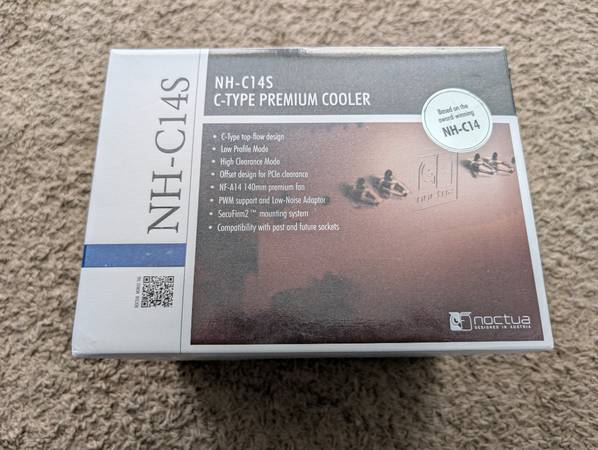 NH-C14S
NH-C14S
C-TYPE PREMIUM COOLER
Based on the
award-winning
NH-C14
• C-Type top-flow design
• Low Profile Mode
• High Clearance Mode
• Offset design for PCIe clearance
• NF-A14 140mm premium fan
• PWM support and Low-Noise Adaptor
• SecuFirm2™ mounting system
• Compatibility with past and future sockets
noctua
DESIGNED IN AUSTRIA